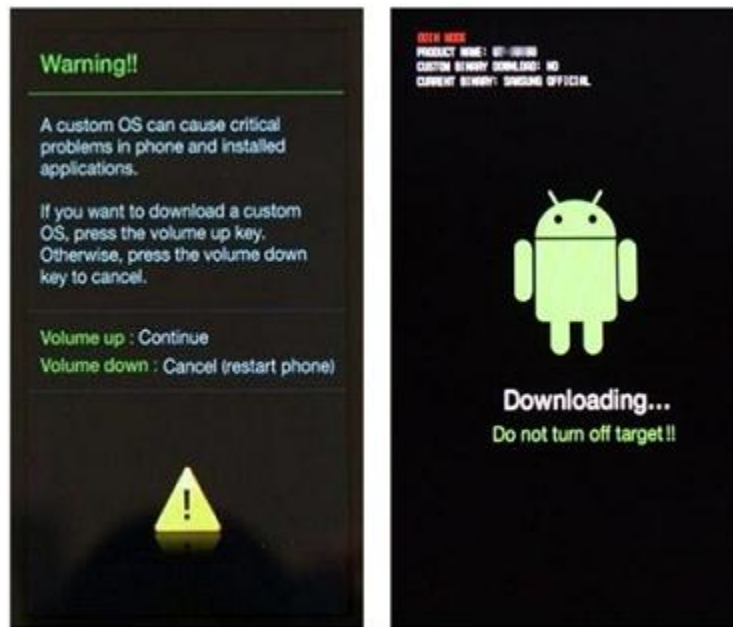 Warning!!
A custom OS can cause critical
problems in phone and installed
applications.
If you want to download a custom
OS, press the volume up key.
Otherwise, press the volume down
key to cancel.
Volume up : Continue
Volume down : Cancel (restart phone)
!
ODIN MODE
PRODUCT NAME:
CUSTOM BINARY DOWNLOAD: NO
CURRENT BINARY: SAMSUNG OFFICIAL
Downloading...
Do not turn off target!!